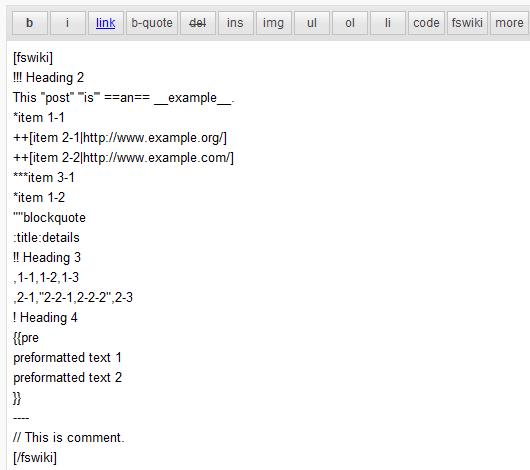 b i link b-quote del ins img ul ol li code fswiki more
[fswiki]
!!! Heading 2
This ''post'' '''is''' ==an== __example__.
*item 1-1
++[item 2-1|http://www.example.org/]
++[item 2-2|http://www.example.com/]
***item 3-1
*item 1-2
""blockquote
:title:details
!! Heading 3
,1-1,1-2,1-3
,2-1,"2-2-1,2-2-2",2-3
! Heading 4
{{pre
preformatted text 1
preformatted text 2
}}
----
// This is comment.
[/fswiki]